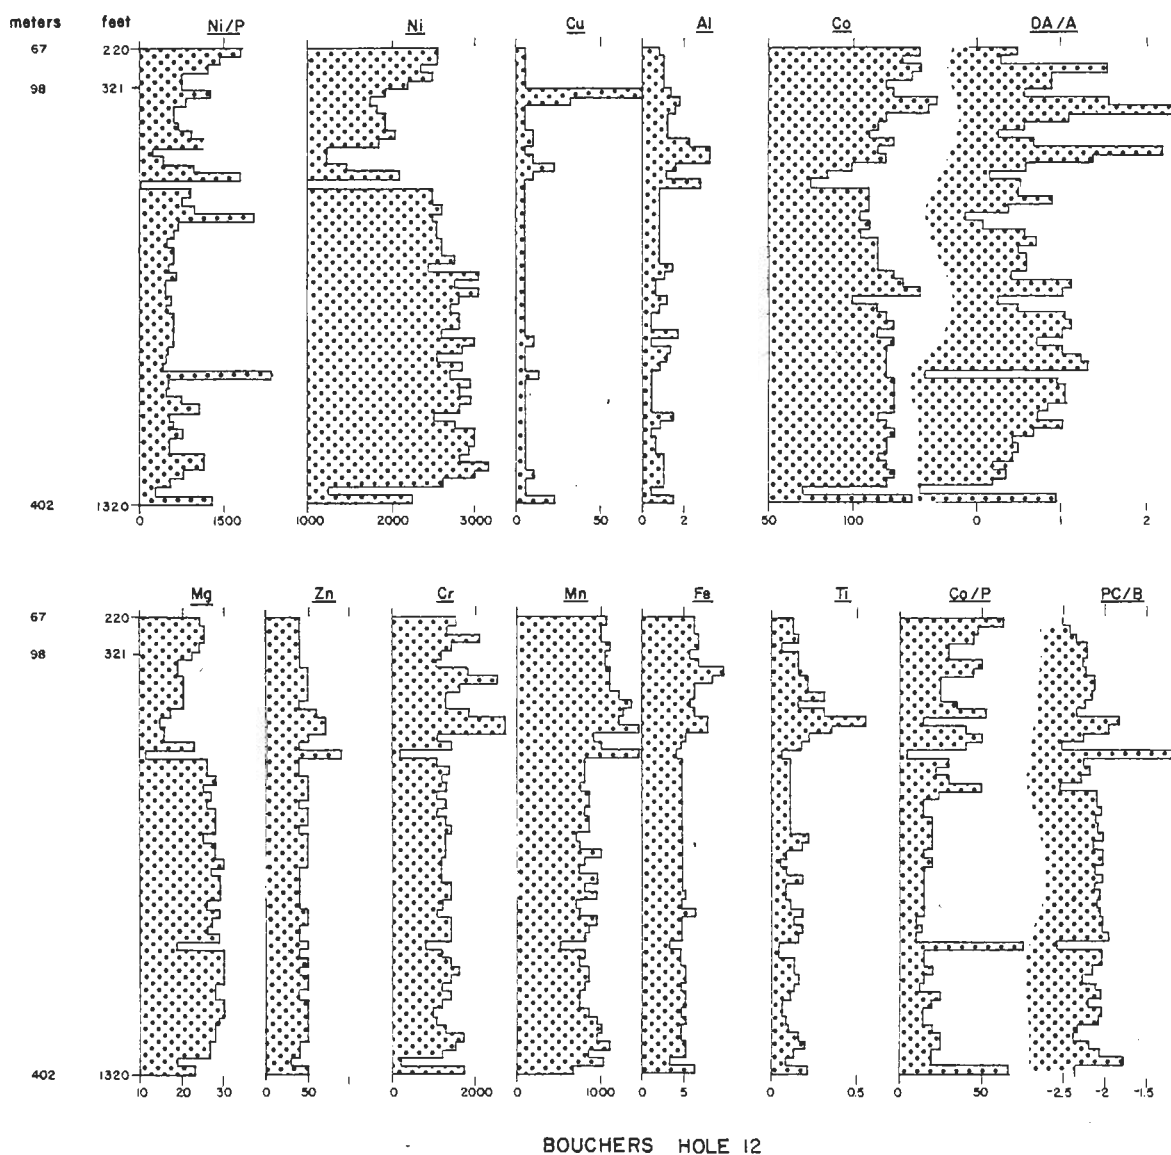 meters feet Ni/P Ni Cu Al Co DA/A
67 220
98 321
402 1320
0 1500 1000 2000 3000 0 50 0 2 50 100 0 1 2
Mg Zn Cr Mn Fe Ti Co/P PC/B
67 220
98 321
402 1320
10 20 30 0 50 0 2000 0 1000 0 5 0 0.5 0 50 -2.5 -2 -1.5
BOUCHERS HOLE 12